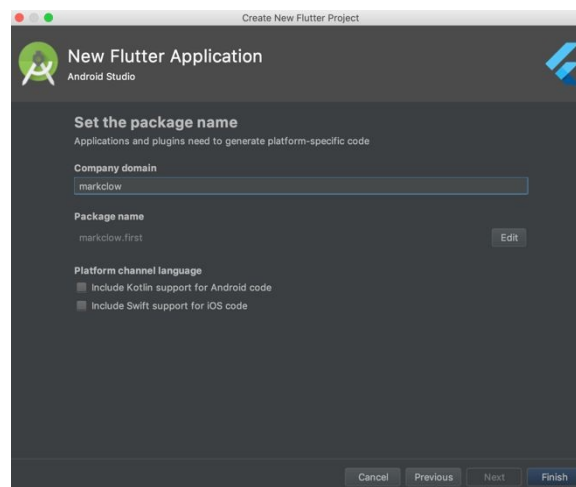 Create New Flutter Project
New Flutter Application
Android Studio
Set the package name
Applications and plugins need to generate platform-specific code
Company domain
markclow
Package name
markclow.first
Edit
Platform channel language
Include Kotlin support for Android code
Include Swift support for iOS code
Cancel Previous Next Finish